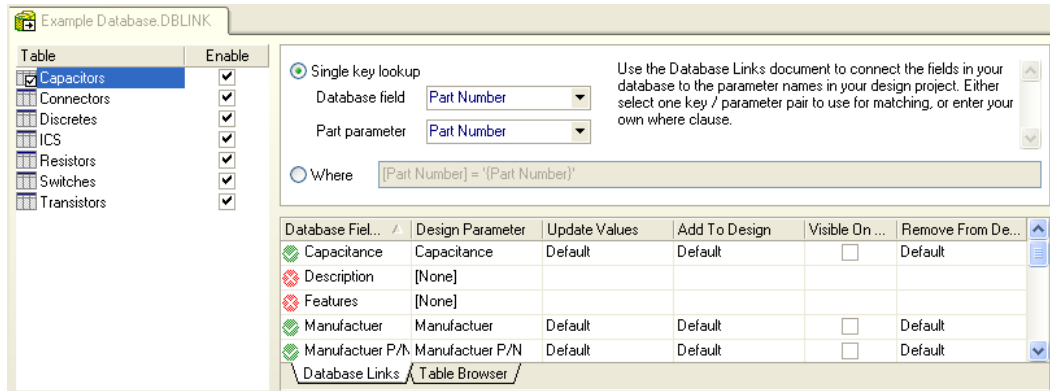 Example Database.DBLINK
Table Enable
Capacitors
Connectors
Discretes
ICS
Resistors
Switches
Transistors
Single key lookup
Database field Part Number
Part parameter Part Number
Where [Part Number] = '{Part Number}'
Use the Database Links document to connect the fields in your
database to the parameter names in your design project. Either
select one key / parameter pair to use for matching, or enter your
own where clause.
Database Fiel... Design Parameter Update Values Add To Design Visible On ... Remove From De...
Capacitance Capacitance Default Default Default
Description [None]
Features [None]
Manufactuer Manufactuer Default Default Default
Manufactuer P/N Manufactuer P/N Default Default Default
Database Links Table Browser